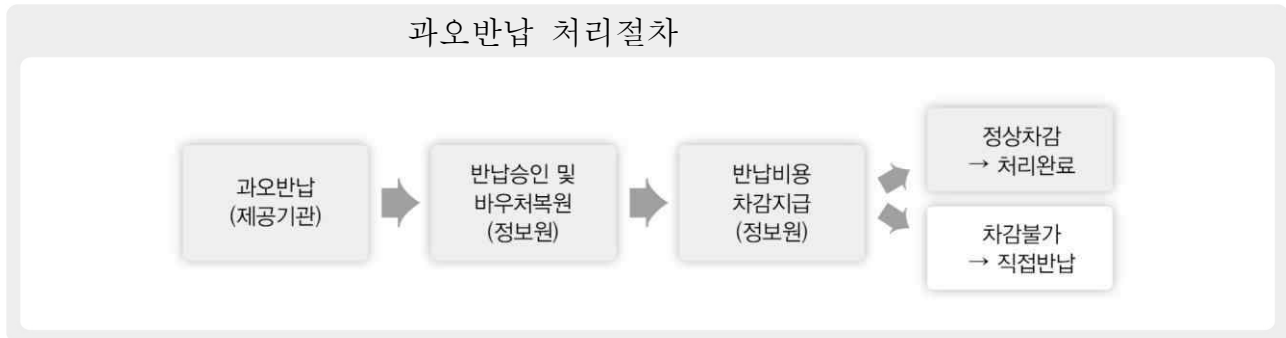 과오반납 처리절차
과오반납
(제공기관)
반납승인 및
바우처복원
(정보원)
반납비용
차감지급
(정보원)
정상차감
→ 처리완료
차감불가
→ 직접반납